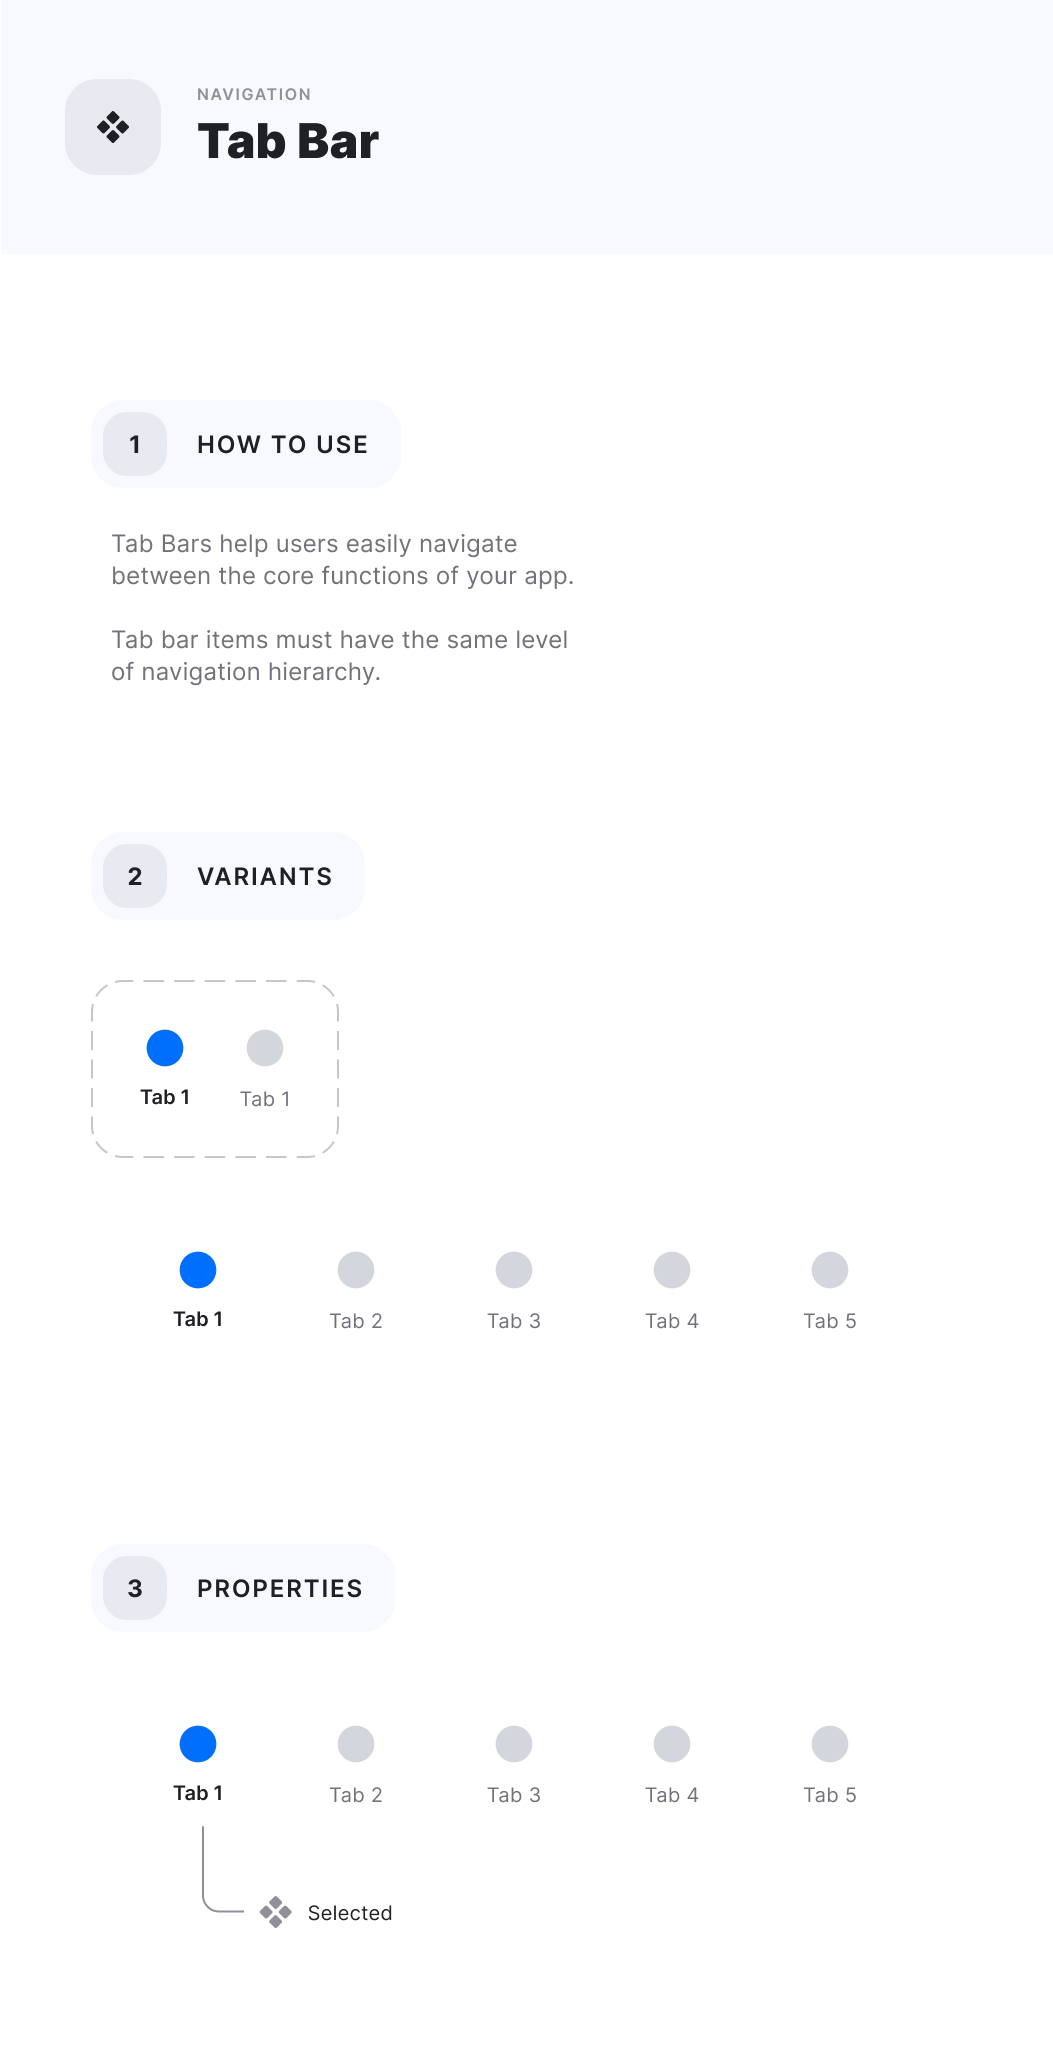 NAVIGATION
Tab Bar
1 HOW TO USE
Tab Bars help users easily navigate
between the core functions of your app.
Tab bar items must have the same level
of navigation hierarchy.
2 VARIANTS
Tab 1 Tab 1
Tab 1 Tab 2 Tab 3 Tab 4 Tab 5
3 PROPERTIES
Tab 1 Tab 2 Tab 3 Tab 4 Tab 5
Selected